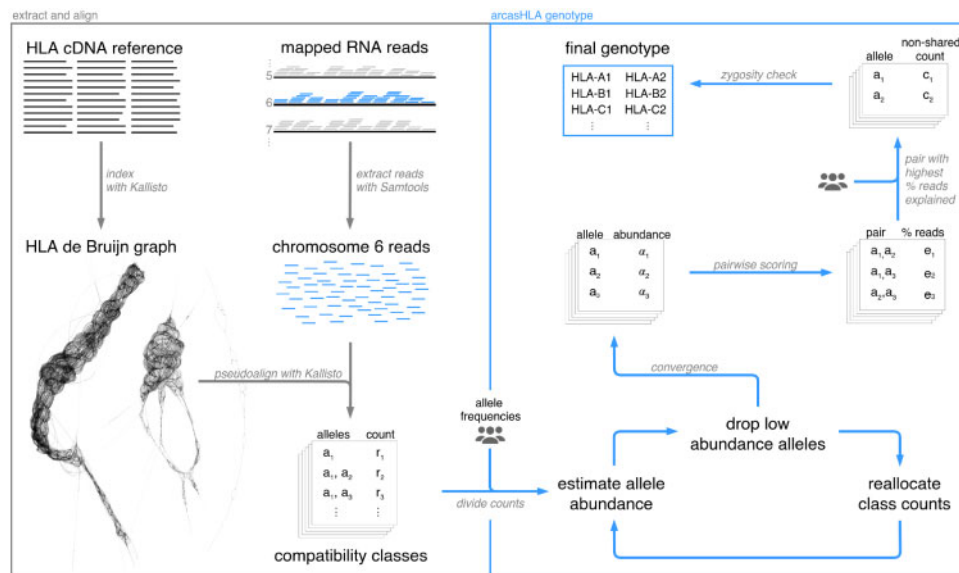 extract and align
HLA cDNA reference
mapped RNA reads
5
6
7
index
with Kallisto
extract reads
with Samtools
HLA de Bruijn graph
chromosome 6 reads
pseudoalign with Kallisto
alleles count
a1 r1
a1, a2 r2
a1, a3 r3
⋮ ⋮
compatibility classes
arcasHLA genotype
final genotype
HLA-A1 HLA-A2
HLA-B1 HLA-B2
HLA-C1 HLA-C2
⋮ ⋮
zygosity check
non-shared
allele count
a1 c1
a2 c2
pair with
highest
% reads
explained
allele abundance
a1 α1
a2 α2
a3 α3
pairwise scoring
pair % reads
a1,a2 e1
a1,a3 e2
a2,a3 e3
convergence
allele
frequencies
divide counts
drop low
abundance alleles
estimate allele
abundance
reallocate
class counts